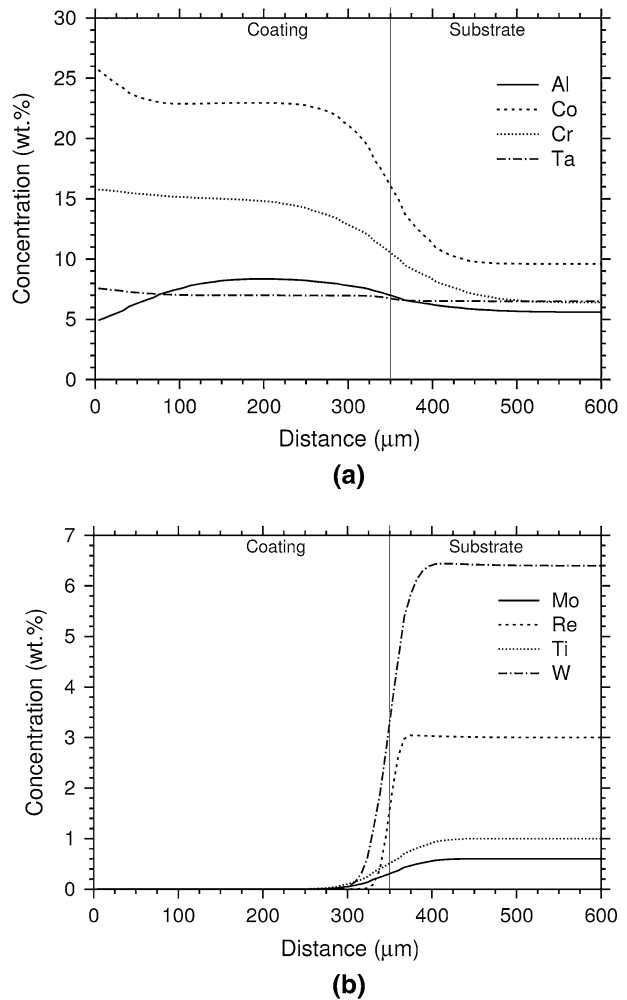 30
Coating Substrate
25
Al
Co
20
Cr
Ta
15
10
5
0
Concentration (wt.%)
0 100 200 300 400 500 600
Distance (μm)
(a)
7
Coating Substrate
6
Mo
5
Re
Ti
W
4
3
2
1
0
Concentration (wt.%)
0 100 200 300 400 500 600
Distance (μm)
(b)